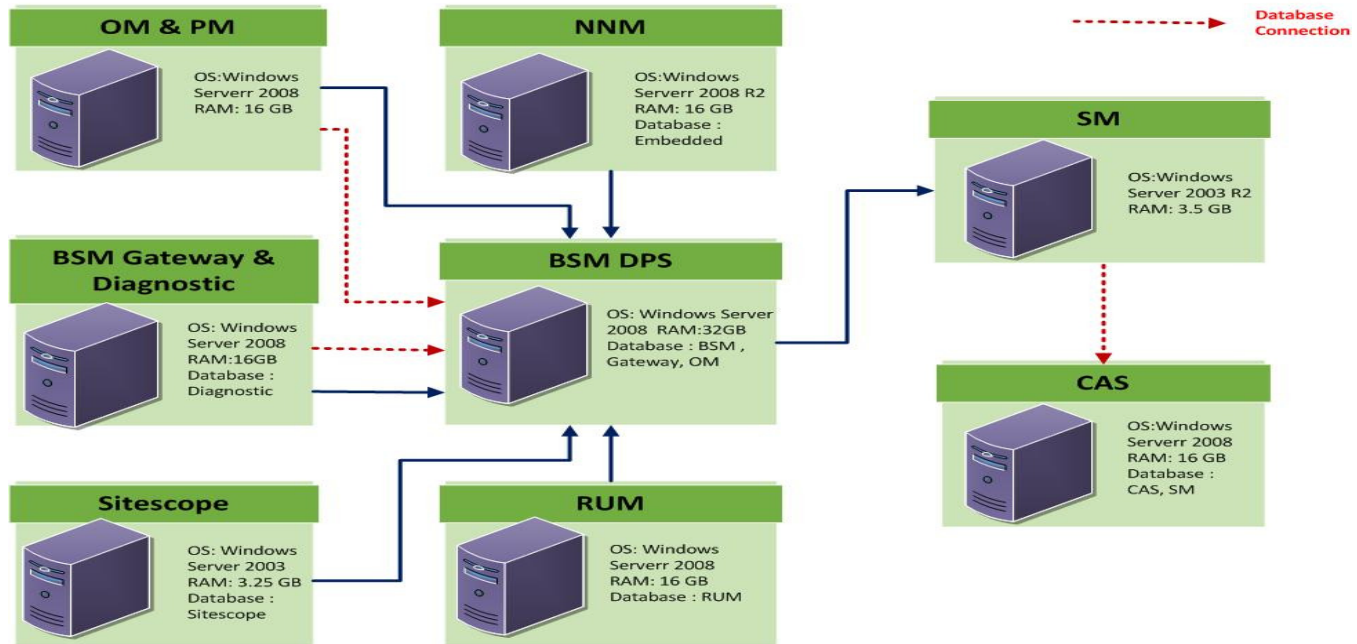 OM & PM
OS:Windows
Serverr 2008
RAM: 16 GB
NNM
OS:Windows
Serverr 2008 R2
RAM: 16 GB
Database :
Embedded
Database
Connection
SM
OS:Windows
Server 2003 R2
RAM: 3.5 GB
BSM Gateway &
Diagnostic
OS: Windows
Server 2008
RAM:16GB
Database :
Diagnostic
BSM DPS
OS: Windows Server
2008 RAM:32GB
Database : BSM ,
Gateway, OM
CAS
OS:Windows
Serverr 2008
RAM: 16 GB
Database :
CAS, SM
Sitescope
OS: Windows
Server 2003
RAM: 3.25 GB
Database :
Sitescope
RUM
OS: Windows
Serverr 2008
RAM: 16 GB
Database : RUM